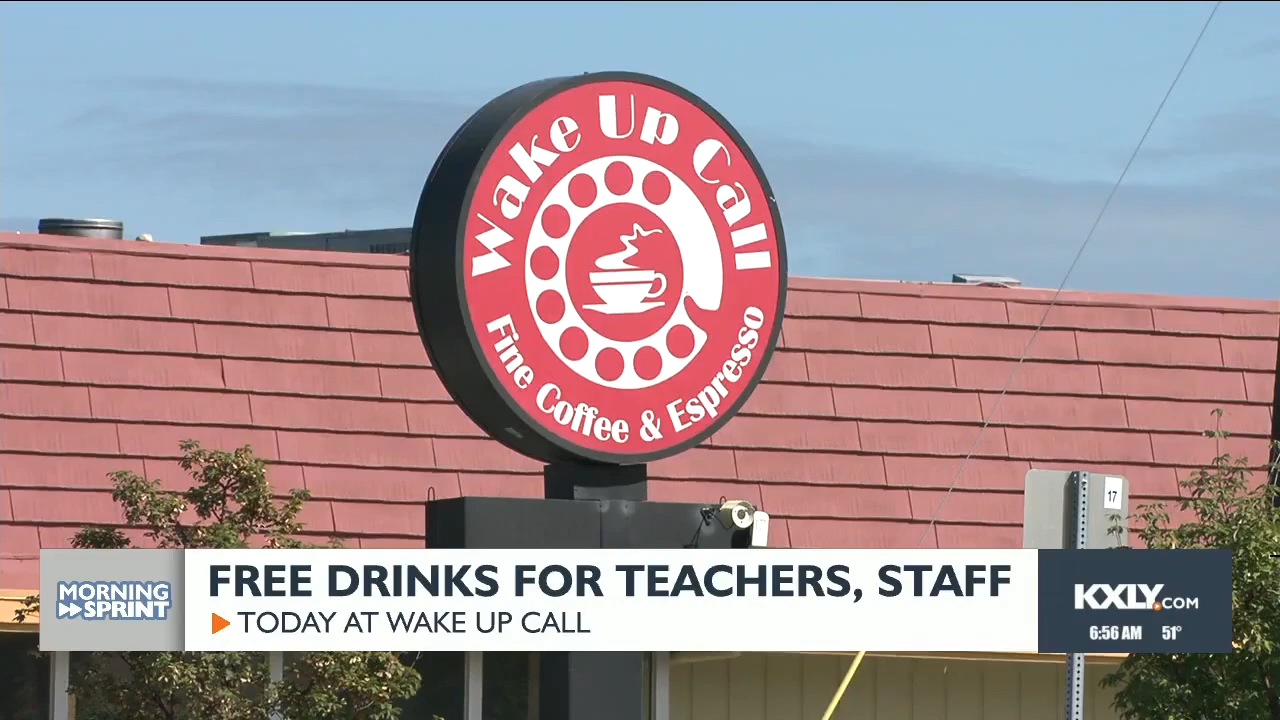 Wake Up Call
Fine Coffee & Espresso
17
MORNING
SPRINT
FREE DRINKS FOR TEACHERS, STAFF
TODAY AT WAKE UP CALL
KXLY.COM
6:56 AM 51°